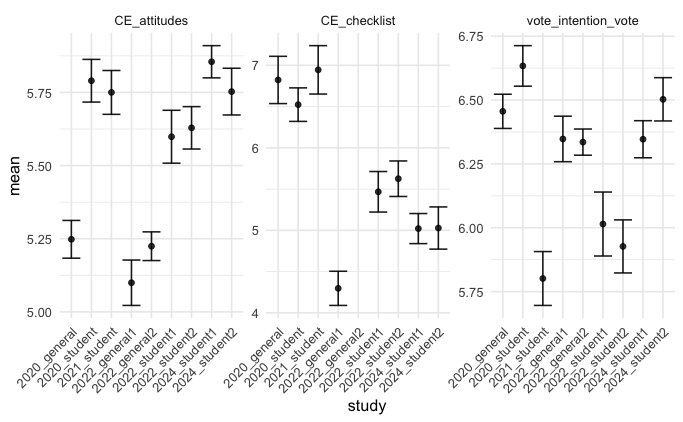 CE_attitudes
CE_checklist
vote_intention_vote
mean
5.75
5.50
5.25
5.00
7
6
5
4
6.75
6.50
6.25
6.00
5.75
2020_general
2020_student
2021_student
2022_general1
2022_general2
2022_student1
2022_student2
2024_student1
2024_student2
2020_general
2020_student
2021_student
2022_general1
2022_general2
2022_student1
2022_student2
2024_student1
2024_student2
2020_general
2020_student
2021_student
2022_general1
2022_general2
2022_student1
2022_student2
2024_student1
2024_student2
study